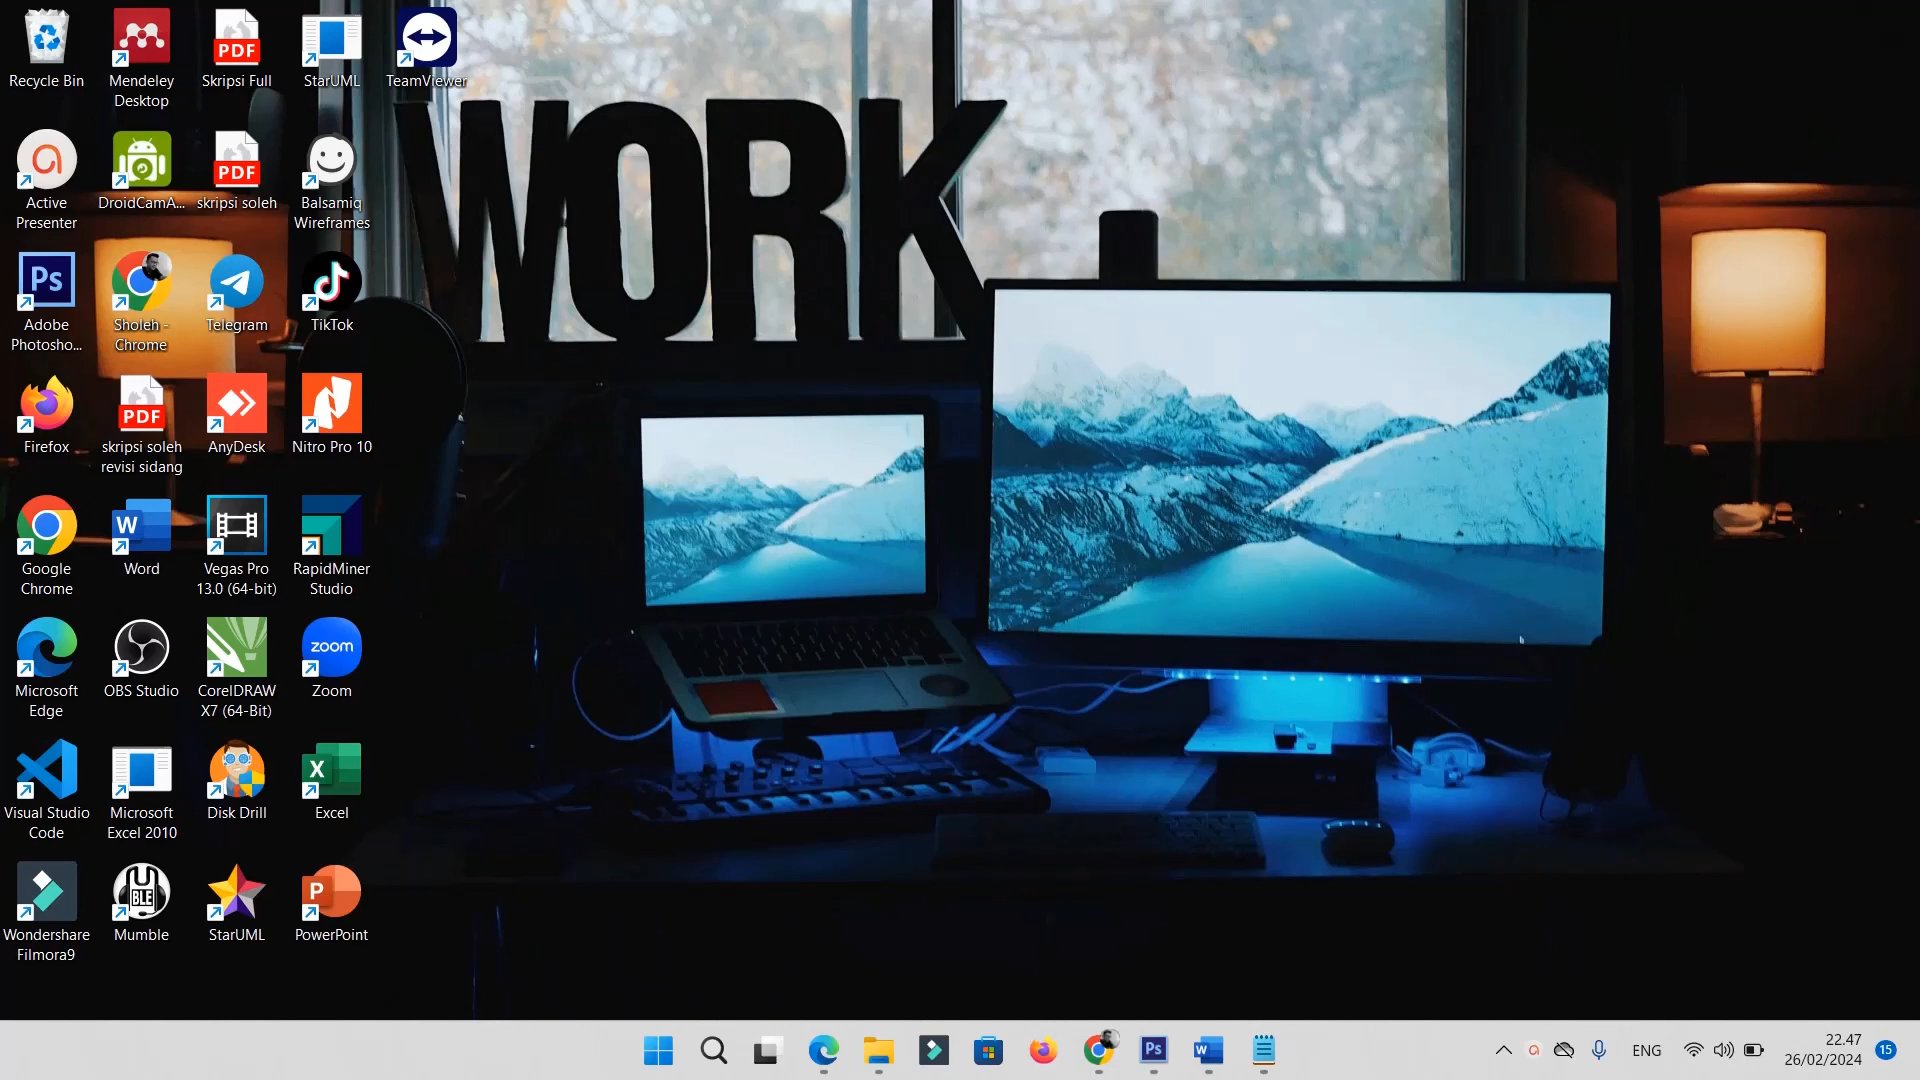 WORK
Recycle Bin
Mendeley
Desktop
PDF
Skripsi Full
StarUML
TeamViewer
Active
Presenter
DroidCamA...
PDF
skripsi soleh
Balsamiq
Wireframes
Ps
Adobe
Photosho...
Sholeh -
Chrome
Telegram
TikTok
Firefox
PDF
skripsi soleh
revisi sidang
AnyDesk
Nitro Pro 10
Google
Chrome
W
Word
Vegas Pro
13.0 (64-bit)
RapidMiner
Studio
Microsoft
Edge
OBS Studio
CorelDRAW
X7 (64-Bit)
zoom
Zoom
Visual Studio
Code
Microsoft
Excel 2010
Disk Drill
X
Excel
Wondershare
Filmora9
BLE
Mumble
StarUML
P
PowerPoint
Ps
W
ENG
22.47
26/02/2024
15